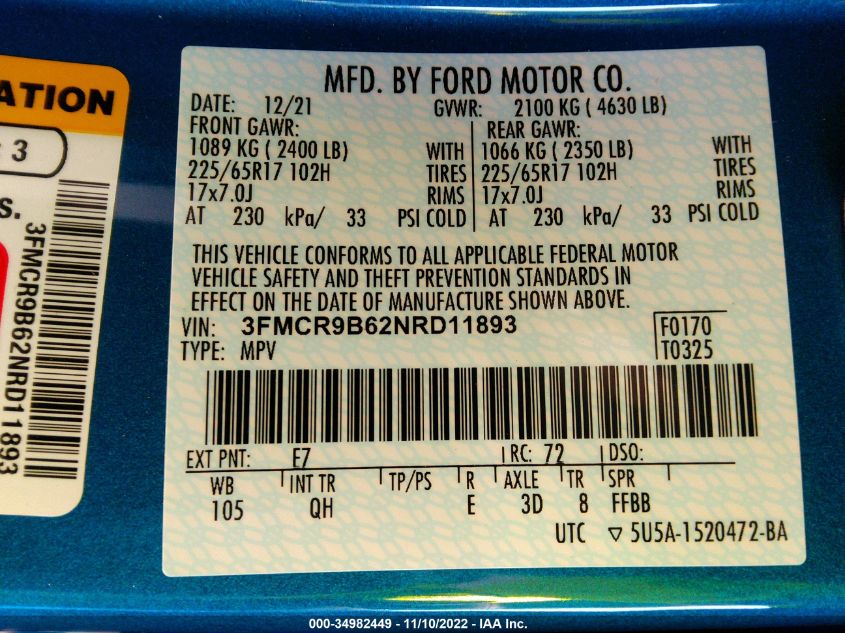 ATION
3
S.
3FMCR9B62NRD11893
MFD. BY FORD MOTOR CO.
DATE: 12/21 GVWR: 2100 KG ( 4630 LB)
FRONT GAWR: REAR GAWR:
1089 KG ( 2400 LB) WITH 1066 KG ( 2350 LB) WITH
225/65R17 102H TIRES 225/65R17 102H TIRES
17x7.0J RIMS 17x7.0J RIMS
AT 230 kPa/ 33 PSI COLD AT 230 kPa/ 33 PSI COLD
THIS VEHICLE CONFORMS TO ALL APPLICABLE FEDERAL MOTOR
VEHICLE SAFETY AND THEFT PREVENTION STANDARDS IN
EFFECT ON THE DATE OF MANUFACTURE SHOWN ABOVE.
VIN: 3FMCR9B62NRD11893 F0170
TYPE: MPV T0325
EXT PNT: E7 RC: 72 DSO:
WB INT TR TP/PS R AXLE TR SPR
105 QH E 3D 8 FFBB
UTC ▽ 5U5A-1520472-BA
000-34982449 - 11/10/2022 - IAA Inc.